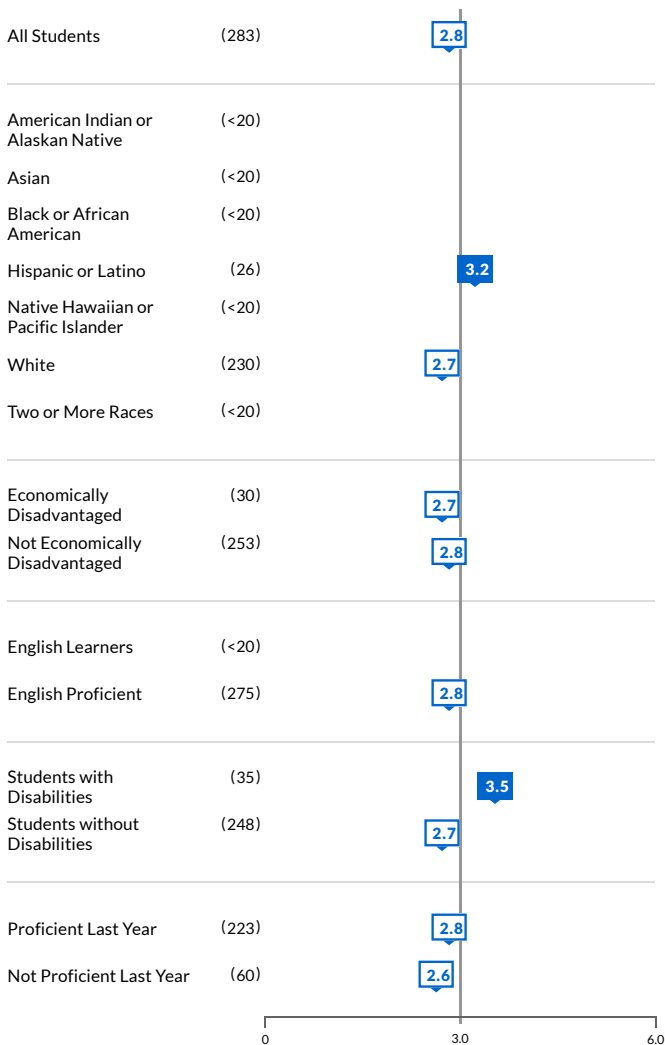 All Students (283) 2.8
American Indian or (<20)
Alaskan Native
Asian (<20)
Black or African (<20)
American
Hispanic or Latino (26) 3.2
Native Hawaiian or (<20)
Pacific Islander
White (230) 2.7
Two or More Races (<20)
Economically (30) 2.7
Disadvantaged
Not Economically (253) 2.8
Disadvantaged
English Learners (<20)
English Proficient (275) 2.8
Students with (35) 3.5
Disabilities
Students without (248) 2.7
Disabilities
Proficient Last Year (223) 2.8
Not Proficient Last Year (60) 2.6
0 3.0 6.0